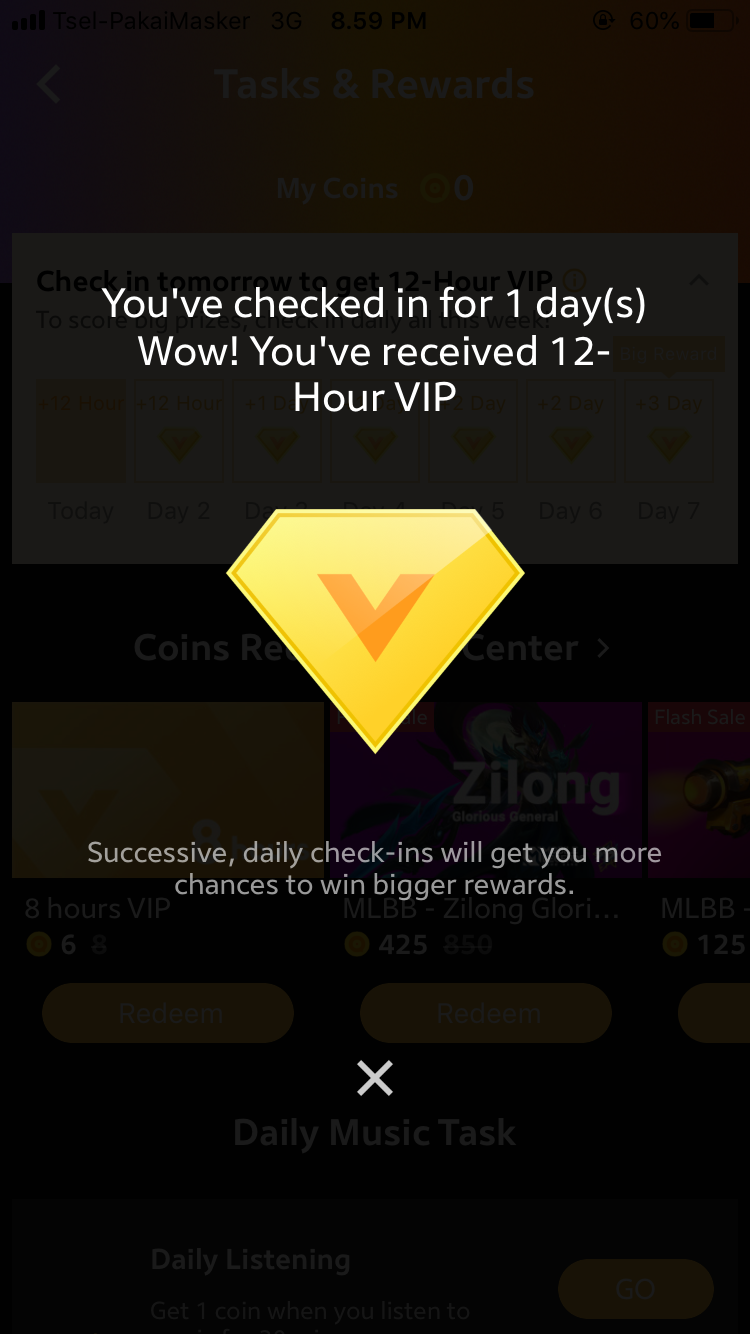 Tsel-PakaiMasker 3G 8.59 PM 60%
Tasks & Rewards
My Coins 0
Check in tomorrow to get 12-Hour VIP
To score big prizes, check in daily all this week!
You've checked in for 1 day(s)
Wow! You've received 12-
Hour VIP
Big Reward
+12 Hour +12 Hour +1 Day Day +2 Day +2 Day +3 Day
Today Day 2 Day 3 Day 4 Day 5 Day 6 Day 7
Coins Center
Flash Sale
Zilong
Glorious General
8
Successive, daily check-ins will get you more
chances to win bigger rewards.
8 hours VIP MLBB - Zilong Glori... MLBB -
6 8 425 850 125
Redeem Redeem
Daily Music Task
Daily Listening
GO
Get 1 coin when you listen to